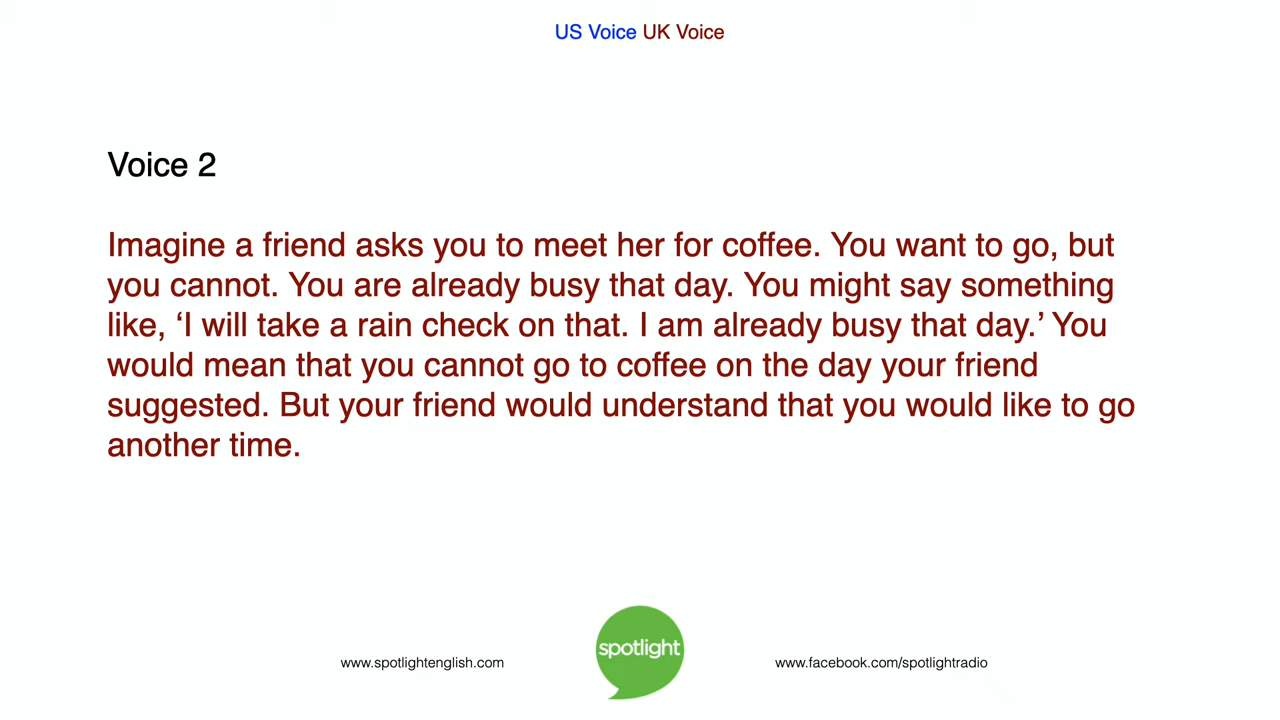 US Voice UK Voice
Voice 2
Imagine a friend asks you to meet her for coffee. You want to go, but
you cannot. You are already busy that day. You might say something
like, ‘I will take a rain check on that. I am already busy that day.’ You
would mean that you cannot go to coffee on the day your friend
suggested. But your friend would understand that you would like to go
another time.
www.spotlightenglish.com
spotlight
www.facebook.com/spotlightradio